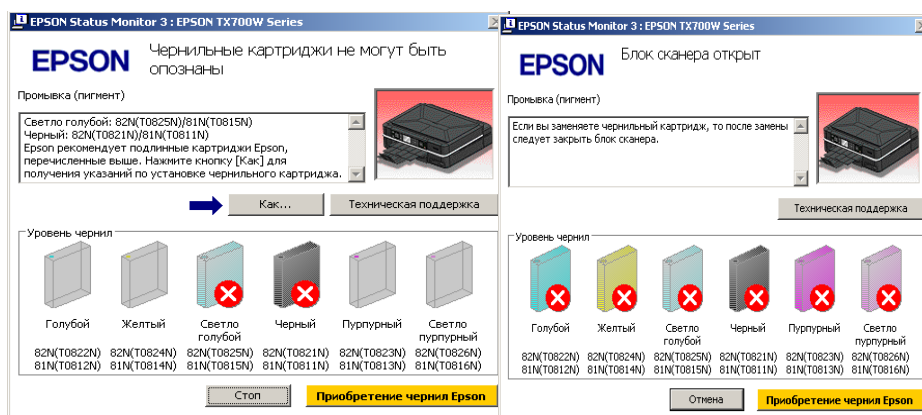 EPSON Status Monitor 3 : EPSON TX700W Series
EPSON
Чернильные картриджи не могут быть
опознаны
Промывка (пигмент)
Светло голубой: 82N(T0825N)/81N(T0815N)
Черный: 82N(T0821N)/81N(T0811N)
Epson рекомендует подлинные картриджи Epson,
перечисленные выше. Нажмите кнопку [Как] для
получения указаний по установке чернильного картриджа.
Как...
Техническая поддержка
Уровень чернил
Голубой
Желтый
Светло
голубой
Черный
Пурпурный
Светло
пурпурный
82N(T0822N) 82N(T0824N) 82N(T0825N) 82N(T0821N) 82N(T0823N) 82N(T0826N)
81N(T0812N) 81N(T0814N) 81N(T0815N) 81N(T0811N) 81N(T0813N) 81N(T0816N)
Стоп
Приобретение чернил Epson
EPSON Status Monitor 3 : EPSON TX700W Series
EPSON
Блок сканера открыт
Промывка (пигмент)
Если вы заменяете чернильный картридж, то после замены
следует закрыть блок сканера.
Техническая поддержка
Уровень чернил
Голубой
Желтый
Светло
голубой
Черный
Пурпурный
Светло
пурпурный
82N(T0822N) 82N(T0824N) 82N(T0825N) 82N(T0821N) 82N(T0823N) 82N(T0826N)
81N(T0812N) 81N(T0814N) 81N(T0815N) 81N(T0811N) 81N(T0813N) 81N(T0816N)
Отмена
Приобретение чернил Epson